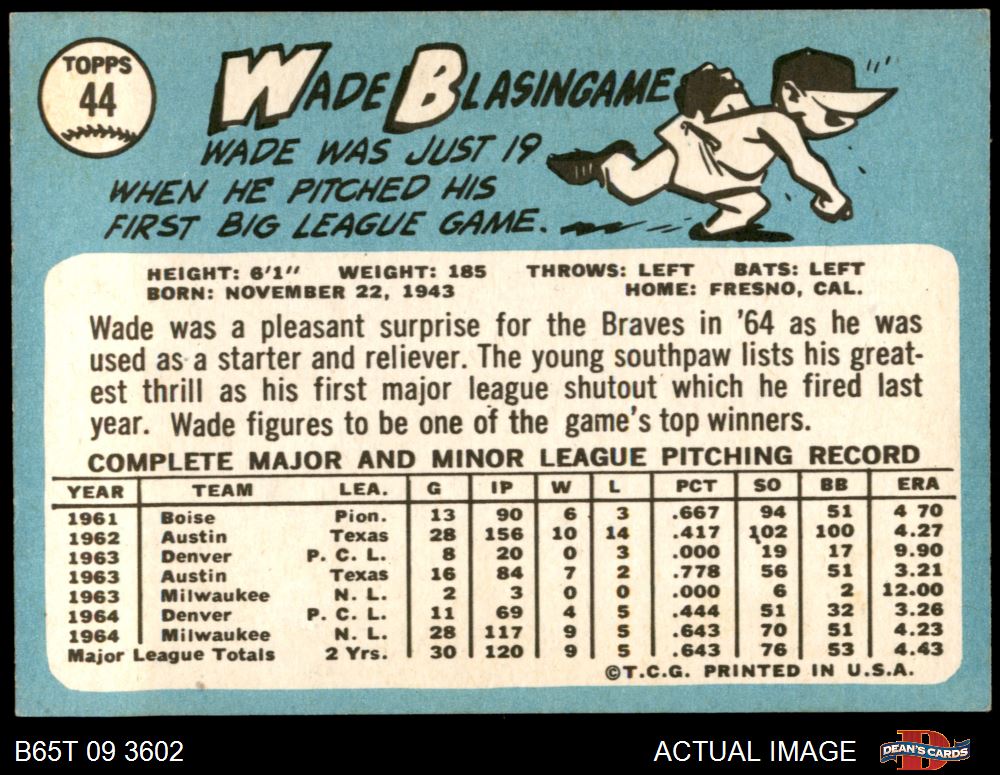 TOPPS
44
WADE BLASINGAME
WADE WAS JUST 19
WHEN HE PITCHED HIS
FIRST BIG LEAGUE GAME.
HEIGHT: 6'1" WEIGHT: 185 THROWS: LEFT BATS: LEFT
BORN: NOVEMBER 22, 1943 HOME: FRESNO, CAL.
Wade was a pleasant surprise for the Braves in '64 as he was
used as a starter and reliever. The young southpaw lists his great-
est thrill as his first major league shutout which he fired last
year. Wade figures to be one of the game's top winners.
COMPLETE MAJOR AND MINOR LEAGUE PITCHING RECORD
YEAR TEAM LEA. G IP W L PCT SO BB ERA
1961 Boise Pion. 13 90 6 3 .667 94 51 4 70
1962 Austin Texas 28 156 10 14 .417 102 100 4.27
1963 Denver P. C. L. 8 20 0 3 .000 19 17 9.90
1963 Austin Texas 16 84 7 2 .778 56 51 3.21
1963 Milwaukee N. L. 2 3 0 0 .000 6 2 12.00
1964 Denver P. C. L. 11 69 4 5 .444 51 32 3.26
1964 Milwaukee N. L. 28 117 9 5 .643 70 51 4.23
Major League Totals 2 Yrs. 30 120 9 5 .643 76 53 4.43
©T.C.G. PRINTED IN U.S.A.
B65T 09 3602 ACTUAL IMAGE DEAN'S CARDS